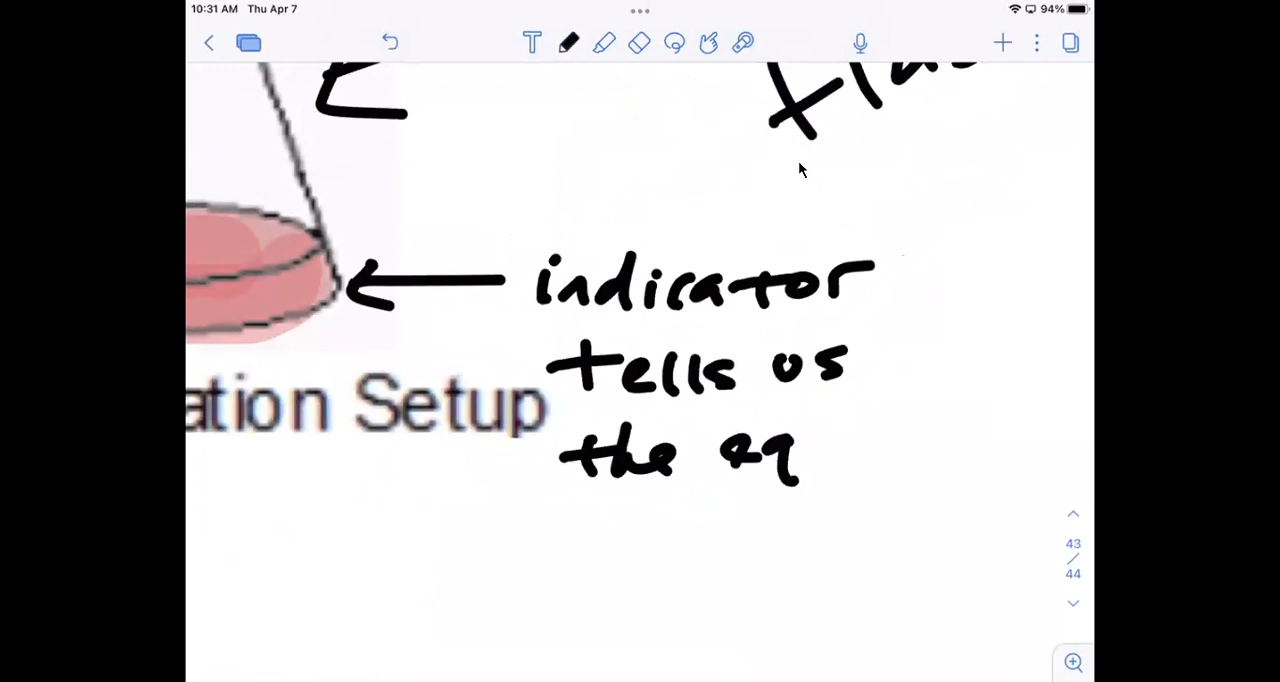 10:31 AM Thu Apr 7
94%
indicator
tells us
the eq
ation Setup
43
44